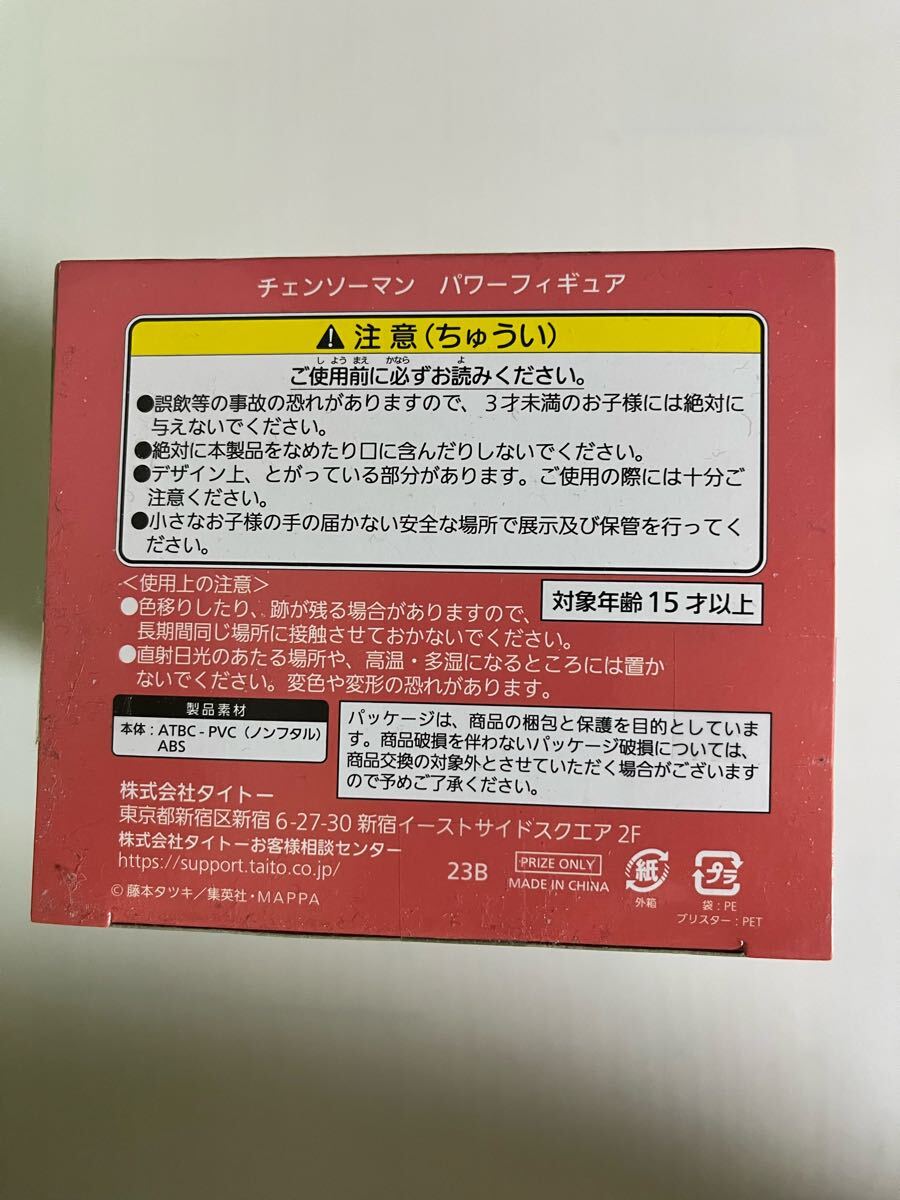 チェンソーマン　パワーフィギュア
⚠ 注意(ちゅうい)
しようまえ かなら よ
ご使用前に必ずお読みください。
●誤飲等の事故の恐れがありますので、３才未満のお子様には絶対に
与えないでください。
●絶対に本製品をなめたり口に含んだりしないでください。
●デザイン上、とがっている部分があります。ご使用の際には十分ご
注意ください。
●小さなお子様の手の届かない安全な場所で展示及び保管を行ってく
ださい。
＜使用上の注意＞
対象年齢15才以上
●色移りしたり、跡が残る場合がありますので、
長期間同じ場所に接触させておかないでください。
●直射日光のあたる場所や、高温・多湿になるところには置か
ないでください。変色や変形の恐れがあります。
製品素材
本体：ATBC-PVC（ノンフタル）
ABS
パッケージは、商品の梱包と保護を目的としていま
す。商品破損を伴わないパッケージ破損については、
商品交換の対象外とさせていただく場合がございます
ので予めご了承ください。
株式会社タイトー
東京都新宿区新宿 6-27-30 新宿イーストサイドスクエア 2F
株式会社タイトーお客様相談センター
https://support.taito.co.jp/
©藤本タツキ／集英社・MAPPA
23B
PRIZE ONLY
MADE IN CHINA
紙
外箱
プラ
袋：PE
ブリスター：PET